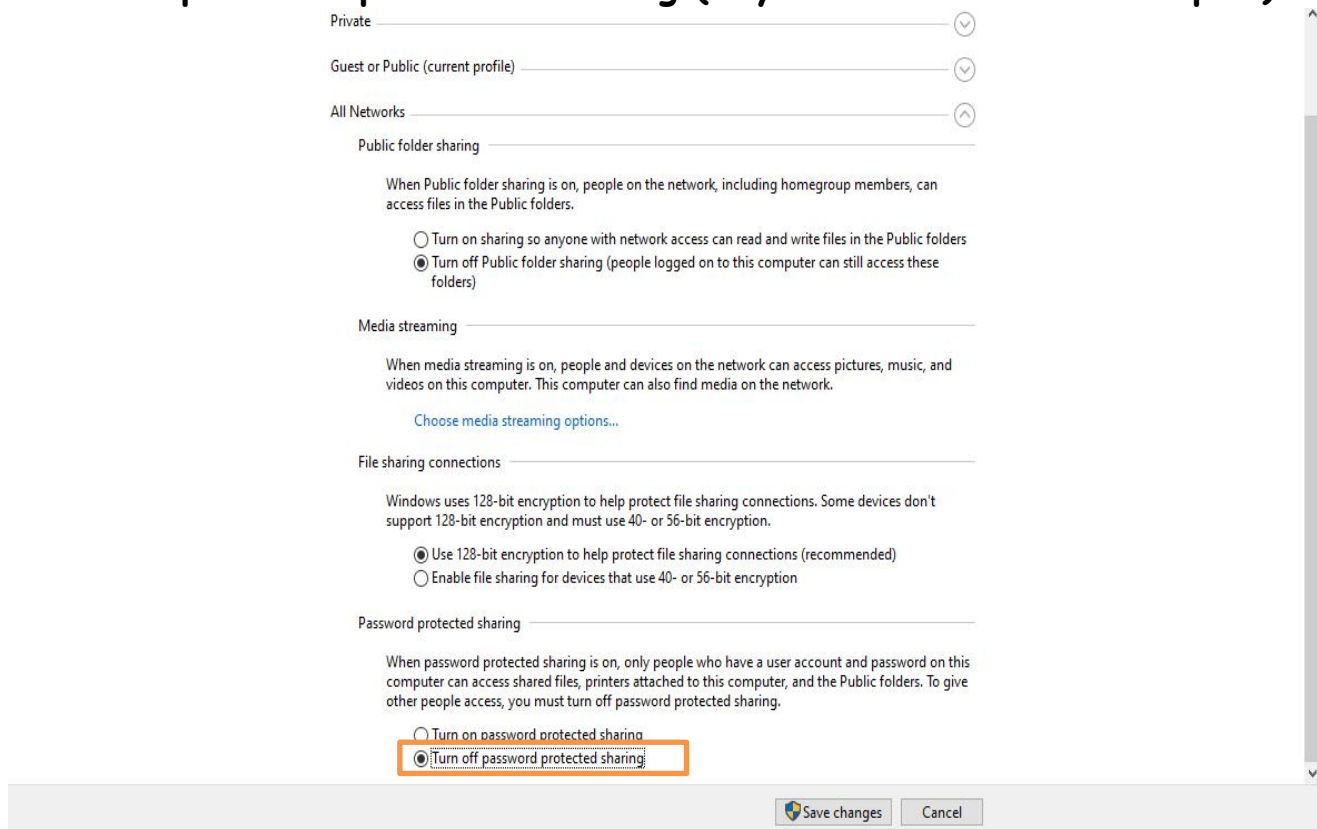 Private
Guest or Public (current profile)
All Networks
Public folder sharing
When Public folder sharing is on, people on the network, including homegroup members, can
access files in the Public folders.
Turn on sharing so anyone with network access can read and write files in the Public folders
Turn off Public folder sharing (people logged on to this computer can still access these
folders)
Media streaming
When media streaming is on, people and devices on the network can access pictures, music, and
videos on this computer. This computer can also find media on the network.
Choose media streaming options...
File sharing connections
Windows uses 128-bit encryption to help protect file sharing connections. Some devices don't
support 128-bit encryption and must use 40- or 56-bit encryption.
Use 128-bit encryption to help protect file sharing connections (recommended)
Enable file sharing for devices that use 40- or 56-bit encryption
Password protected sharing
When password protected sharing is on, only people who have a user account and password on this
computer can access shared files, printers attached to this computer, and the Public folders. To give
other people access, you must turn off password protected sharing.
Turn on password protected sharing
Turn off password protected sharing
Save changes Cancel